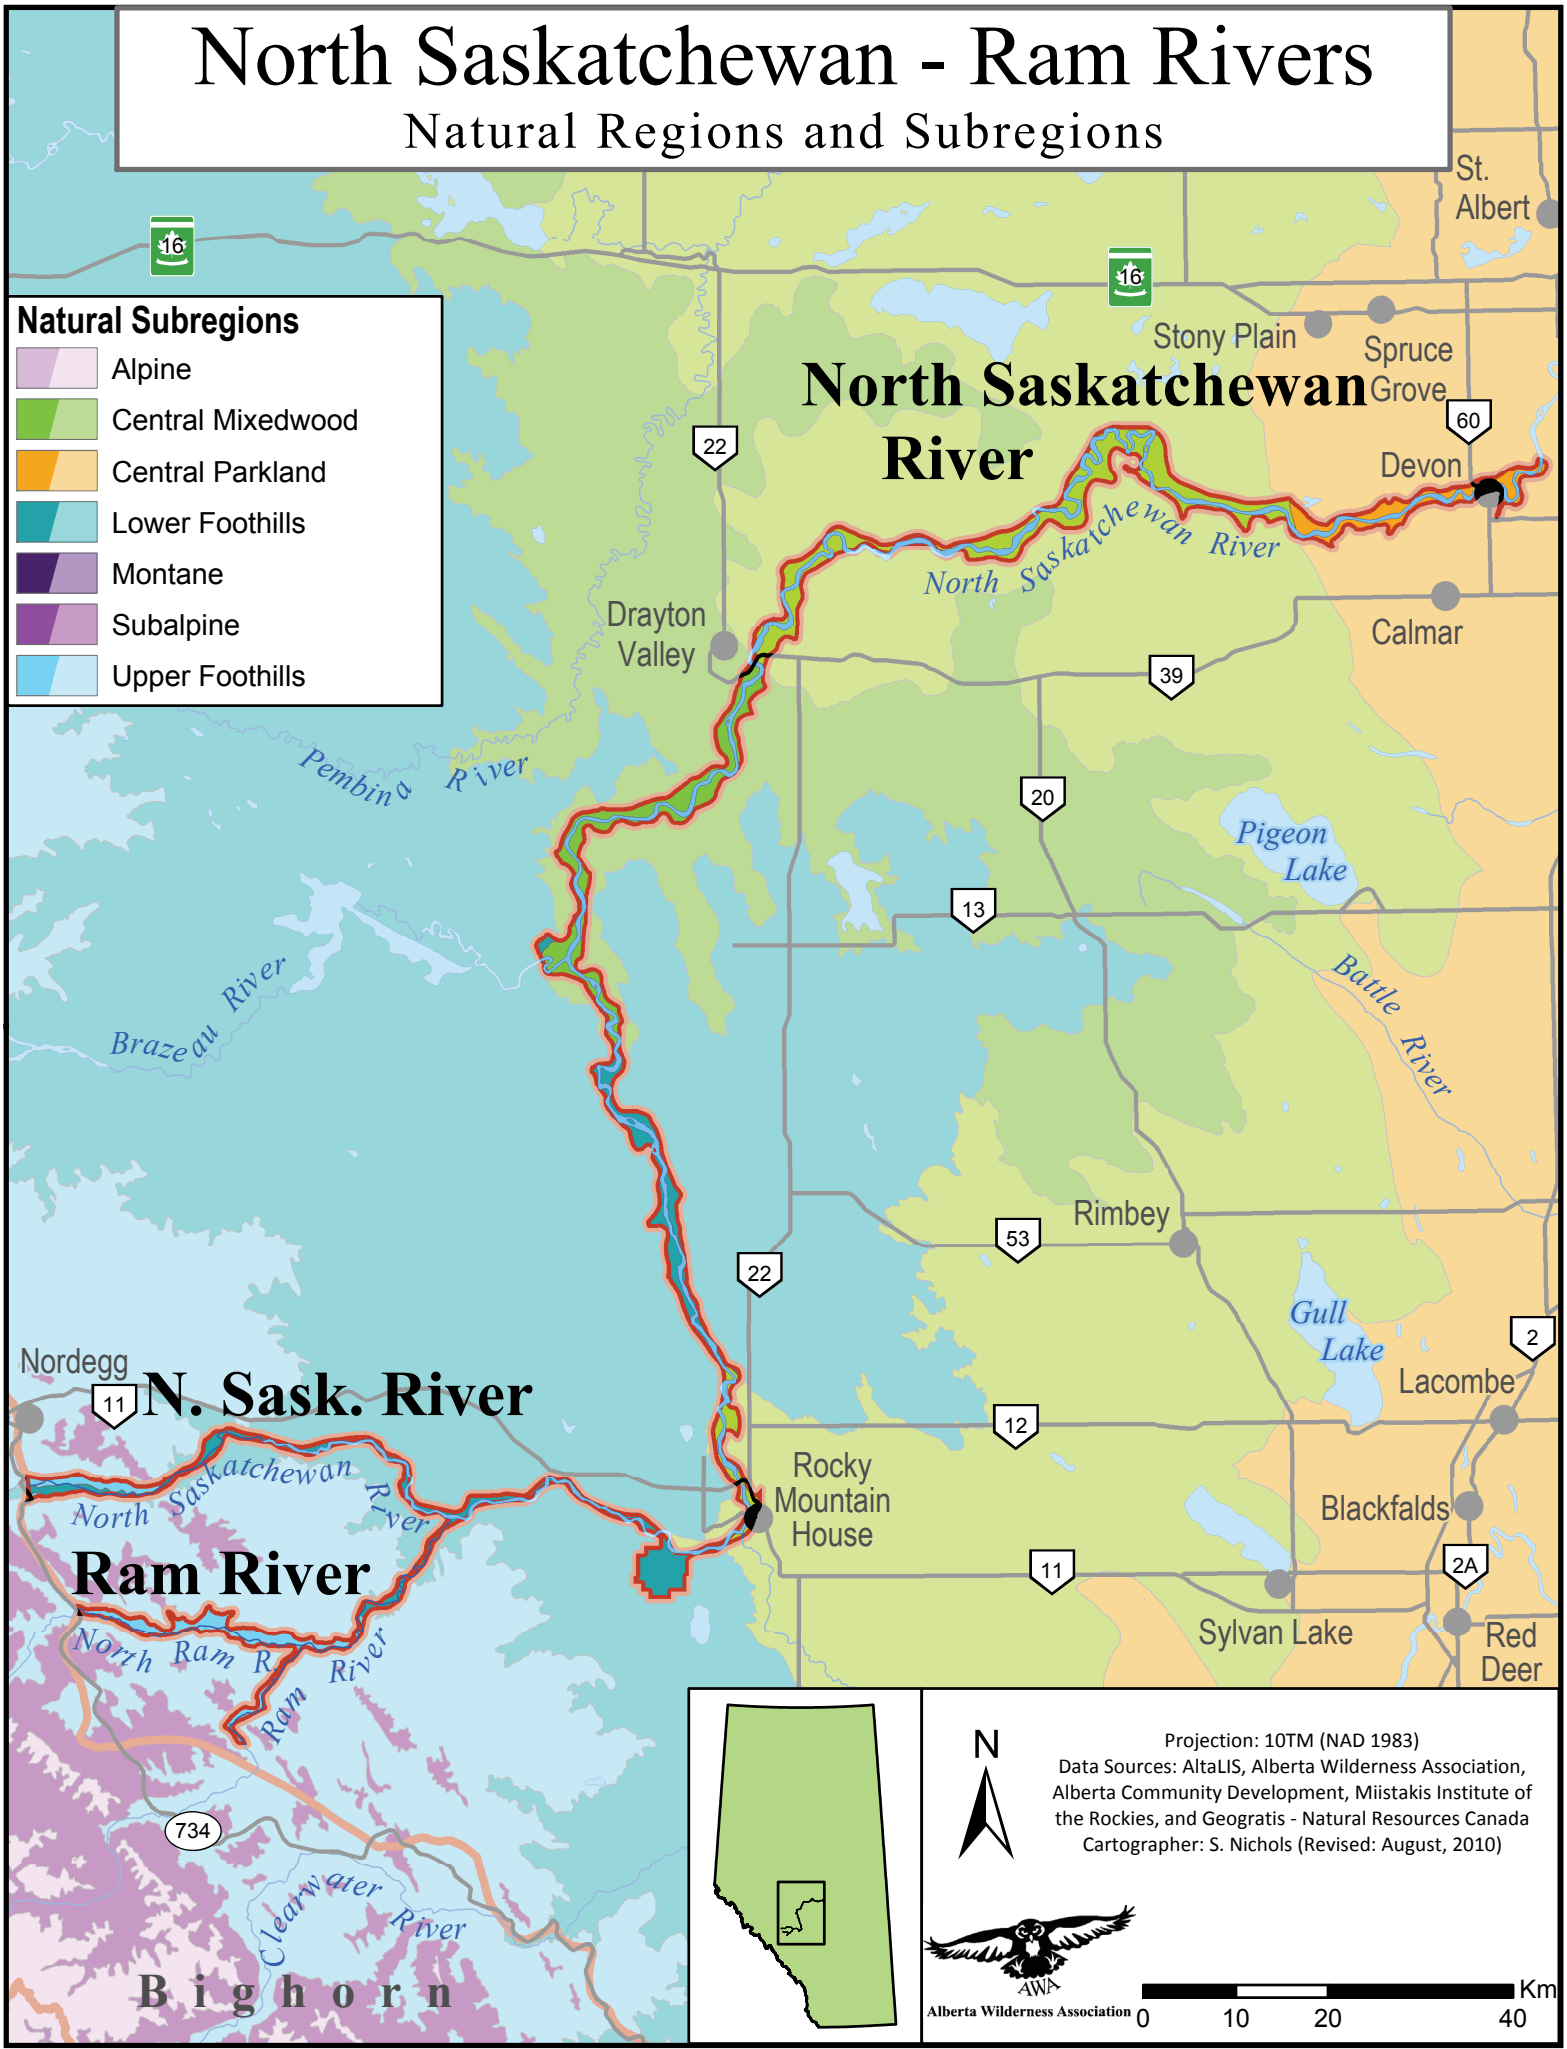 North Saskatchewan - Ram Rivers
Natural Regions and Subregions
St.
Albert
16
16
Natural Subregions
Alpine
Central Mixedwood
Central Parkland
Lower Foothills
Montane
Subalpine
Upper Foothills
Stony Plain
Spruce
Grove
North Saskatchewan
River
60
22
Devon
North Saskatchewan River
Drayton
Valley
Calmar
39
Pembina River
20
Pigeon
Lake
13
Brazeau River
Battle River
Rimbey
53
22
Gull
Lake
2
Nordegg
11
N. Sask. River
Lacombe
12
North Saskatchewan River
Rocky
Mountain
House
Blackfalds
Ram River
11
2A
North Ram R.
Ram River
Sylvan Lake
Red
Deer
734
Clearwater River
Bighorn
N
Projection: 10TM (NAD 1983)
Data Sources: AltaLIS, Alberta Wilderness Association,
Alberta Community Development, Miistakis Institute of
the Rockies, and Geogratis - Natural Resources Canada
Cartographer: S. Nichols (Revised: August, 2010)
AWA
Alberta Wilderness Association
Km
0 10 20 40